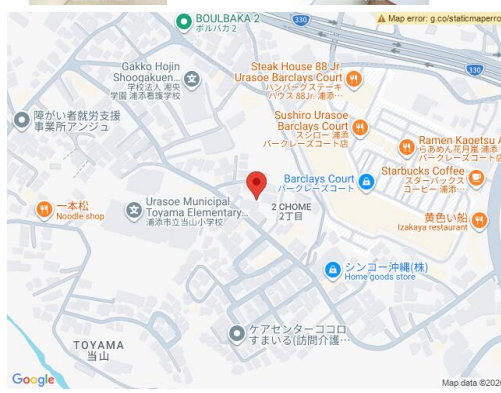 BOULBAKA 2
ボルバカ 2
330
⚠ Map error: g.co/staticmaperro
Gakko Hojin
Shoogakuen...
学校法人 湘央
学園 浦添看護学校
Steak House 88 Jr.
Urasoe Barclays Court
ハンバーグステーキ
ハウス 88Jr. 浦添…
330
障がい者就労支援
事業所アンジュ
Sushiro Urasoe
Barclays Court
スシロー 浦添
バークレーズコート店
Ramen Kagetsu A
らあめん花月嵐 浦添
バークレーズコート店
Starbucks Coffee
スターバックス
コーヒー 浦添…
Barclays Court
バークレーズコート
一本松
Noodle shop
Urasoe Municipal
Toyama Elementary...
浦添市立当山小学校
2 CHOME
2丁目
黄色い船
Izakaya restaurant
シンコー沖縄(株)
Home goods store
ケアセンターココロ
すまいる(訪問介護…
TOYAMA
当山
Google
Map data ©202